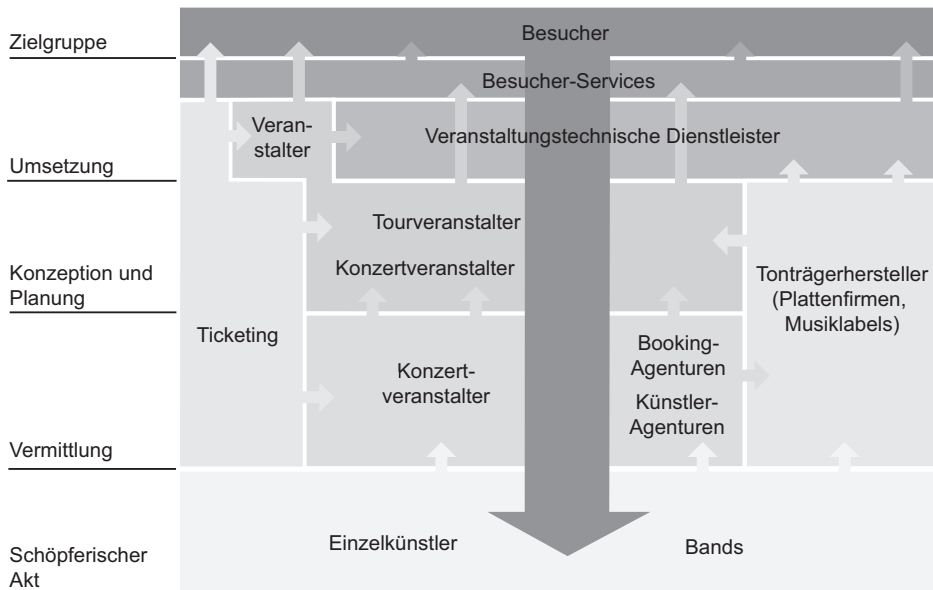 Zielgruppe
Besucher
Besucher-Services
Umsetzung
Veran-
stalter
Veranstaltungstechnische Dienstleister
Konzeption und
Planung
Tourveranstalter
Konzertveranstalter
Tonträgerhersteller
(Plattenfirmen,
Musiklabels)
Ticketing
Vermittlung
Konzert-
veranstalter
Booking-
Agenturen
Künstler-
Agenturen
Schöpferischer
Akt
Einzelkünstler
Bands